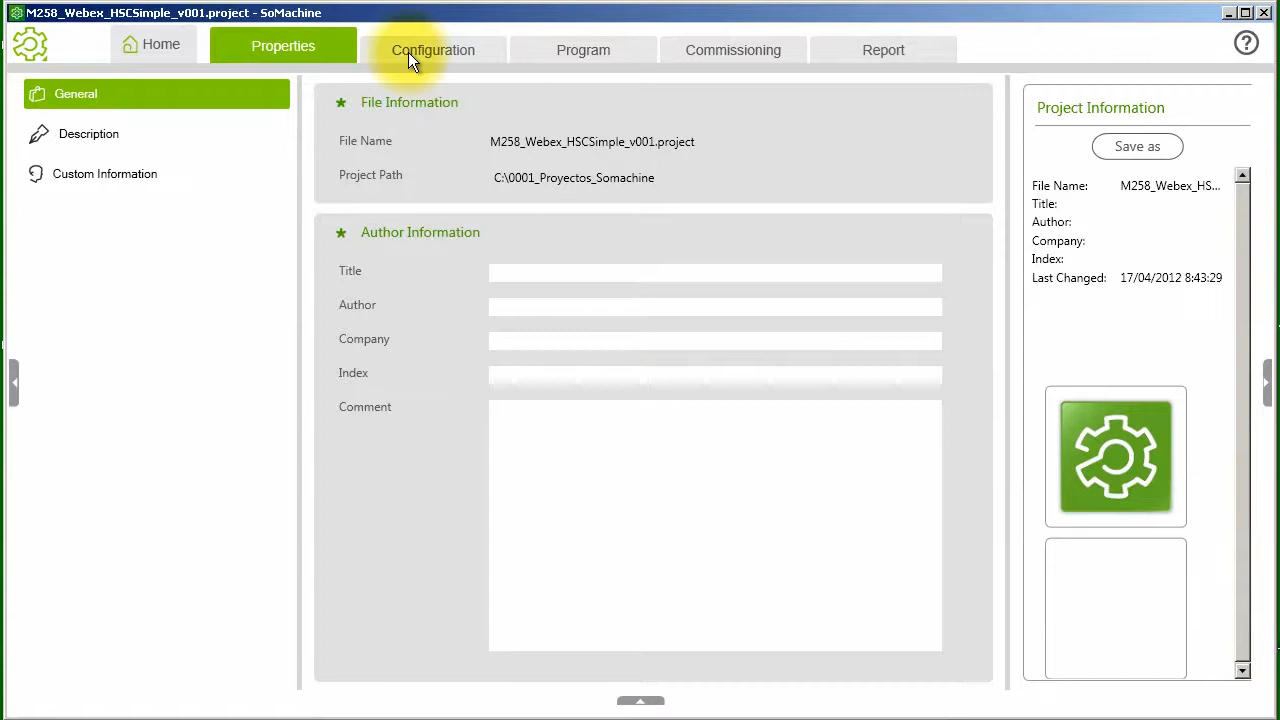 M258_Webex_HSCSimple_v001.project - SoMachine
Home
Properties
Configuration
Program
Commissioning
Report
General
Description
Custom Information
File Information
File Name M258_Webex_HSCSimple_v001.project
Project Path C:\0001_Proyectos_Somachine
Author Information
Title
Author
Company
Index
Comment
Project Information
Save as
File Name: M258_Webex_HS...
Title:
Author:
Company:
Index:
Last Changed: 17/04/2012 8:43:29